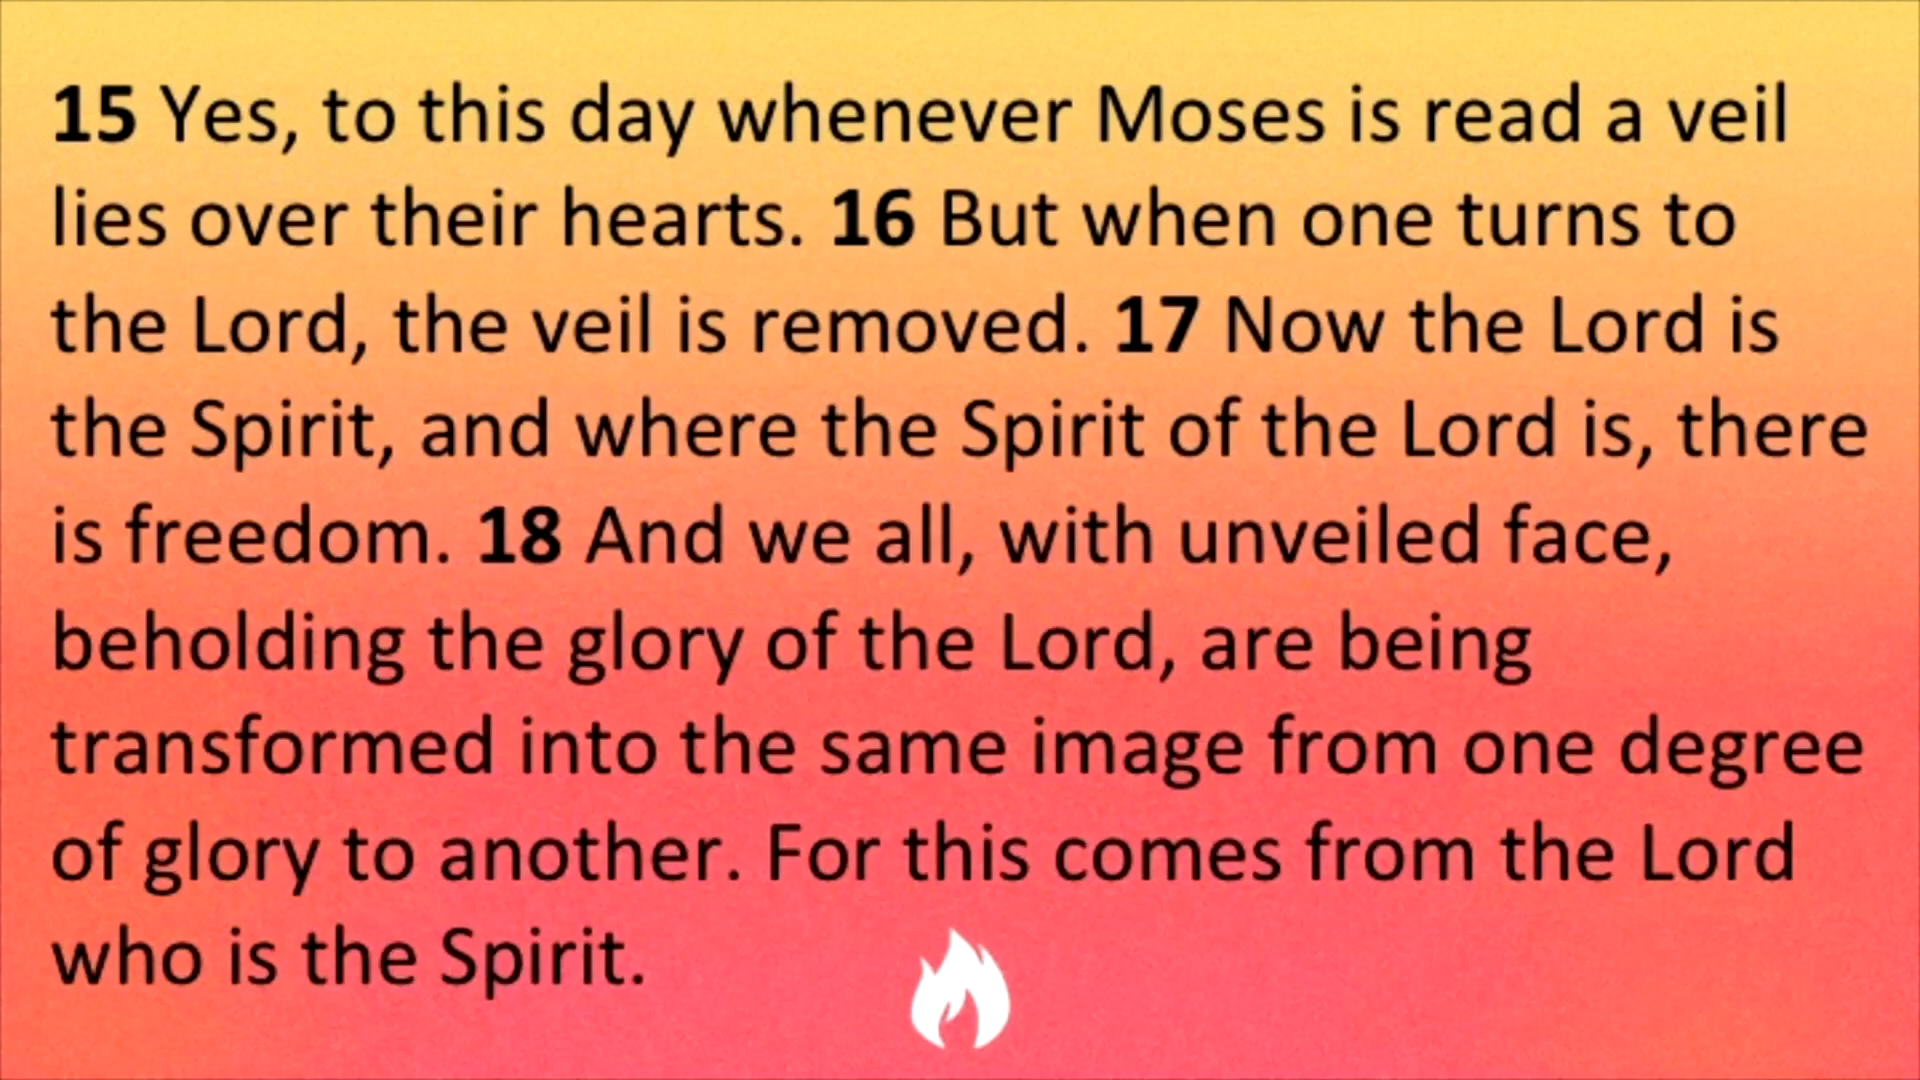 15 Yes, to this day whenever Moses is read a veil
lies over their hearts. 16 But when one turns to
the Lord, the veil is removed. 17 Now the Lord is
the Spirit, and where the Spirit of the Lord is, there
is freedom. 18 And we all, with unveiled face,
beholding the glory of the Lord, are being
transformed into the same image from one degree
of glory to another. For this comes from the Lord
who is the Spirit.